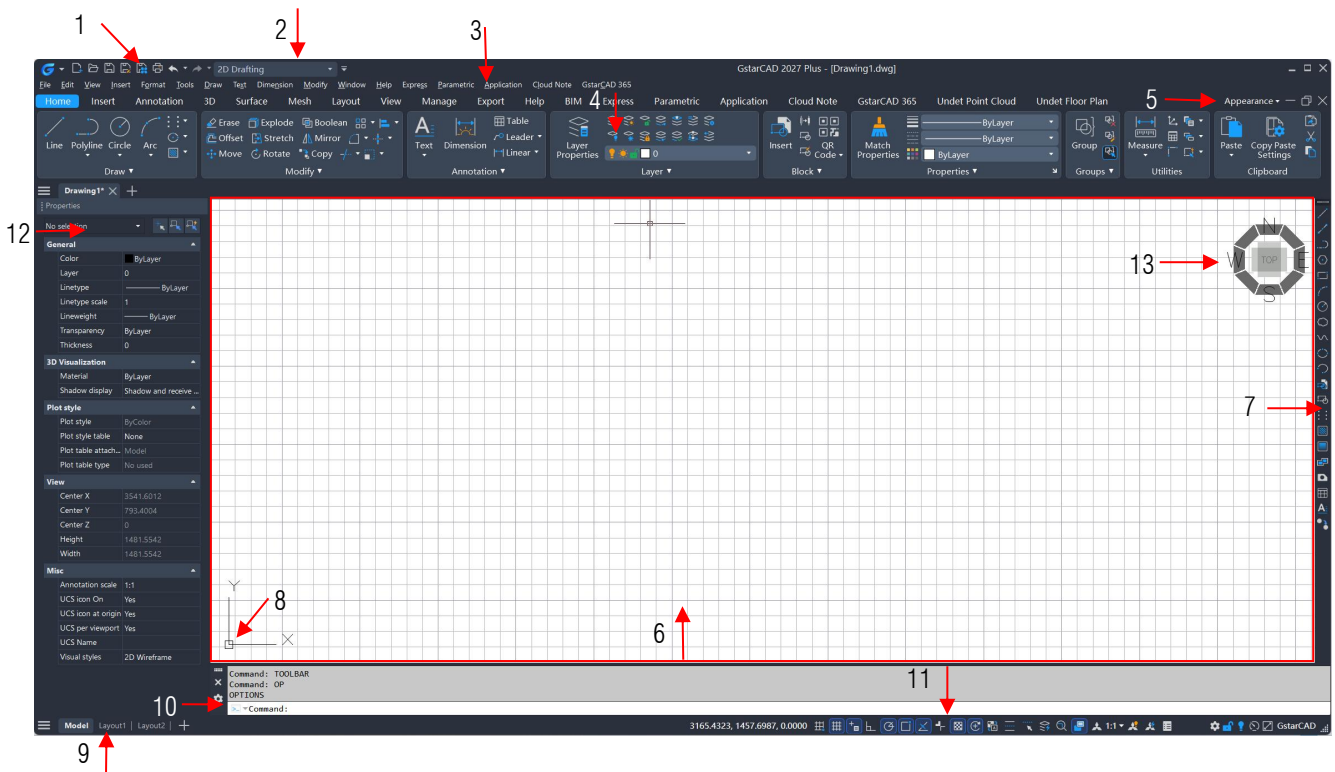 1
2
3
2D Drafting
GstarCAD 2027 Plus - [Drawing1.dwg]
File Edit View Insert Format Tools Draw Text Dimension Modify Window Help Express Parametric Application Cloud Note GstarCAD 365
Home Insert Annotation 3D Surface Mesh Layout View Manage Export Help BIM 4 Express Parametric Application Cloud Note GstarCAD 365 Undet Point Cloud Undet Floor Plan 5 Appearance
Line Polyline Circle Arc
Erase Explode Boolean
Offset Stretch Mirror
Move Rotate Copy
Text Dimension
Table
Leader
Linear
Layer Properties
0
Insert
QR Code
Match Properties
ByLayer
ByLayer
ByLayer
Group
Measure
Paste
Copy Paste Settings
Draw Modify Annotation Layer Block Properties Groups Utilities Clipboard
Drawing1*
Properties
12
No selection
General
Color ByLayer
Layer 0
Linetype ByLayer
Linetype scale 1
Lineweight ByLayer
Transparency ByLayer
Thickness 0
3D Visualization
Material ByLayer
Shadow display Shadow and receive ...
Plot style
Plot style ByColor
Plot style table None
Plot table attach... Model
Plot table type No used
View
Center X 3541.6012
Center Y 793.4004
Center Z 0
Height 1481.5542
Width 1481.5542
Misc
Annotation scale 1:1
UCS icon On Yes
UCS icon at origin Yes
UCS per viewport Yes
UCS Name
Visual styles 2D Wireframe
N
13 W TOP E
S
7
Y
8
X
6
Command: TOOLBAR
Command: OP
OPTIONS
10
Command:
11
Model Layout1 Layout2
3165.4323, 1457.6987, 0.0000
1:1
GstarCAD
9